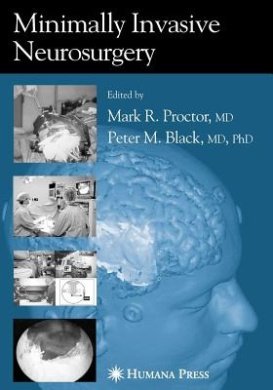 Minimally Invasive
Neurosurgery
Edited by
Mark R. Proctor, MD
Peter M. Black, MD, PhD
HUMANA PRESS